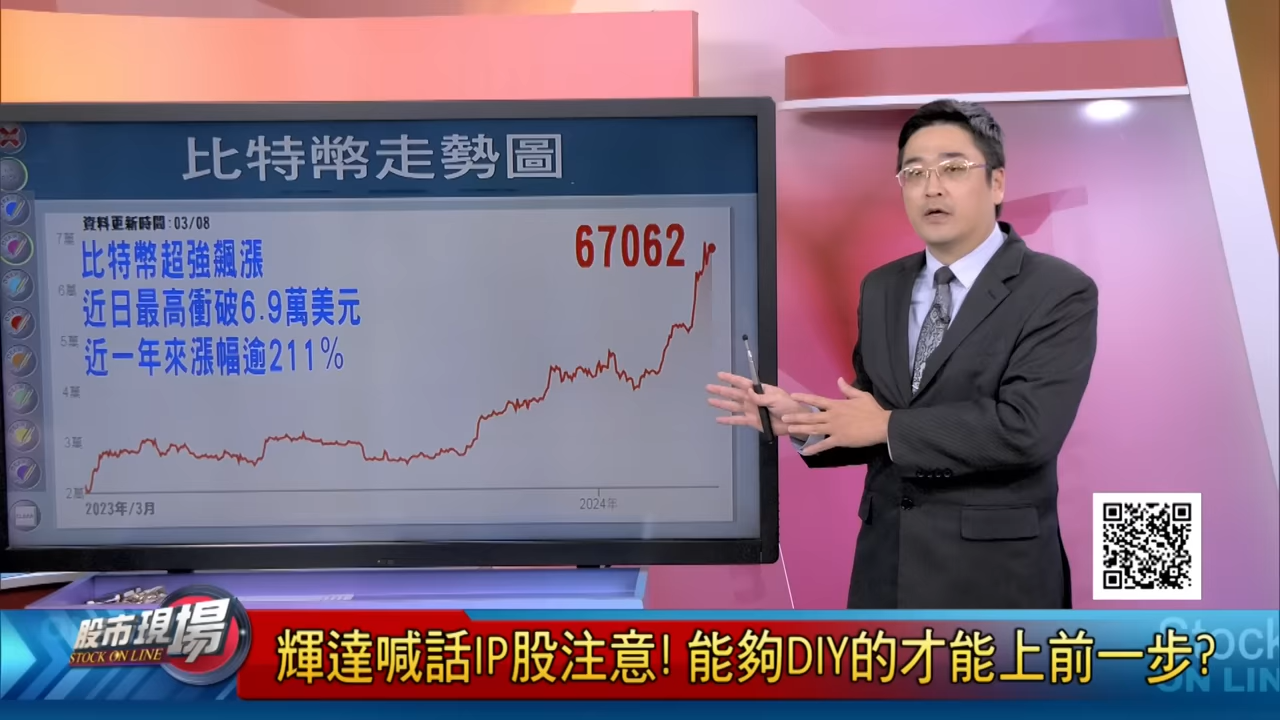 比特幣走勢圖
資料更新時間:03/08
7萬
比特幣超強飆漲
67062
6萬
近日最高衝破6.9萬美元
5萬
近一年來漲幅逾211%
4萬
3萬
2萬
2023年/3月
2024年
股市現場
STOCK ON LINE
輝達喊話IP股注意! 能夠DIY的才能上前一步?
Stock
ON LIN